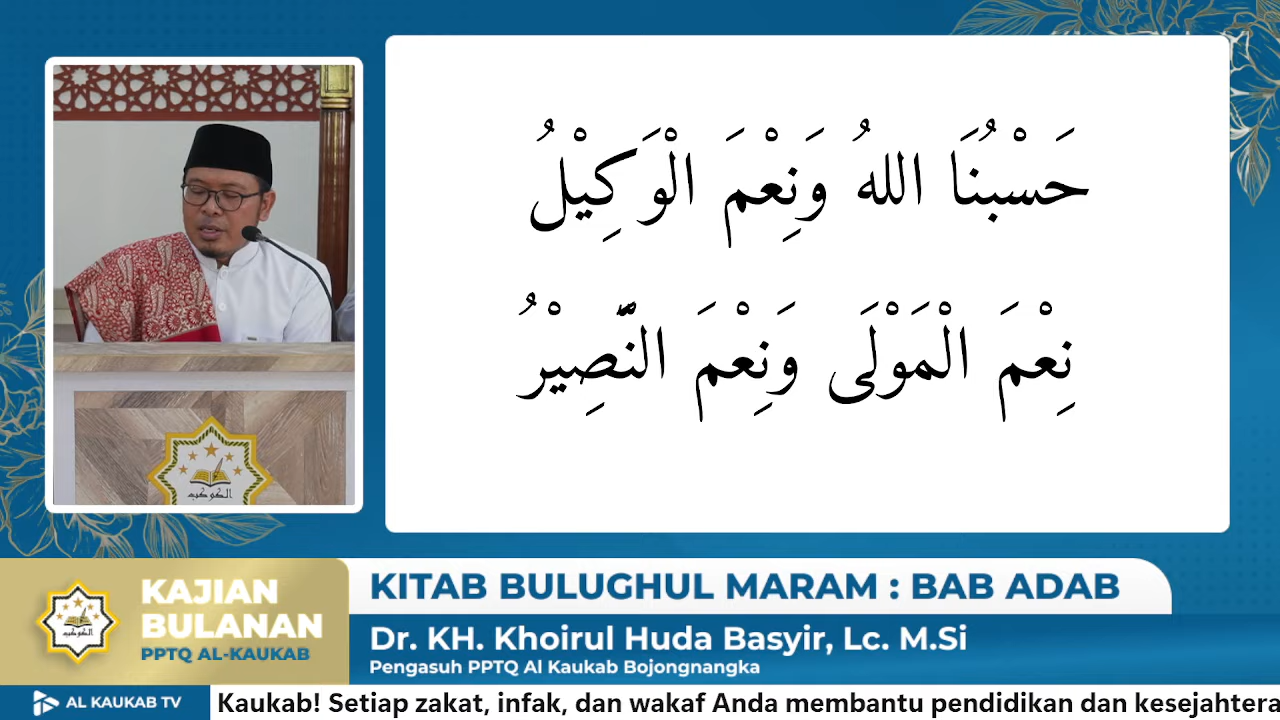 حَسْبُنَا اللهُ وَنِعْمَ الْوَكِيْلُ
نِعْمَ الْمَوْلَى وَنِعْمَ النَّصِيْرُ
الكوكب
KAJIAN
BULANAN
PPTQ AL-KAUKAB
الكوكب
KITAB BULUGHUL MARAM : BAB ADAB
Dr. KH. Khoirul Huda Basyir, Lc. M.Si
Pengasuh PPTQ Al Kaukab Bojongnangka
AL KAUKAB TV
Kaukab! Setiap zakat, infak, dan wakaf Anda membantu pendidikan dan kesejahtera